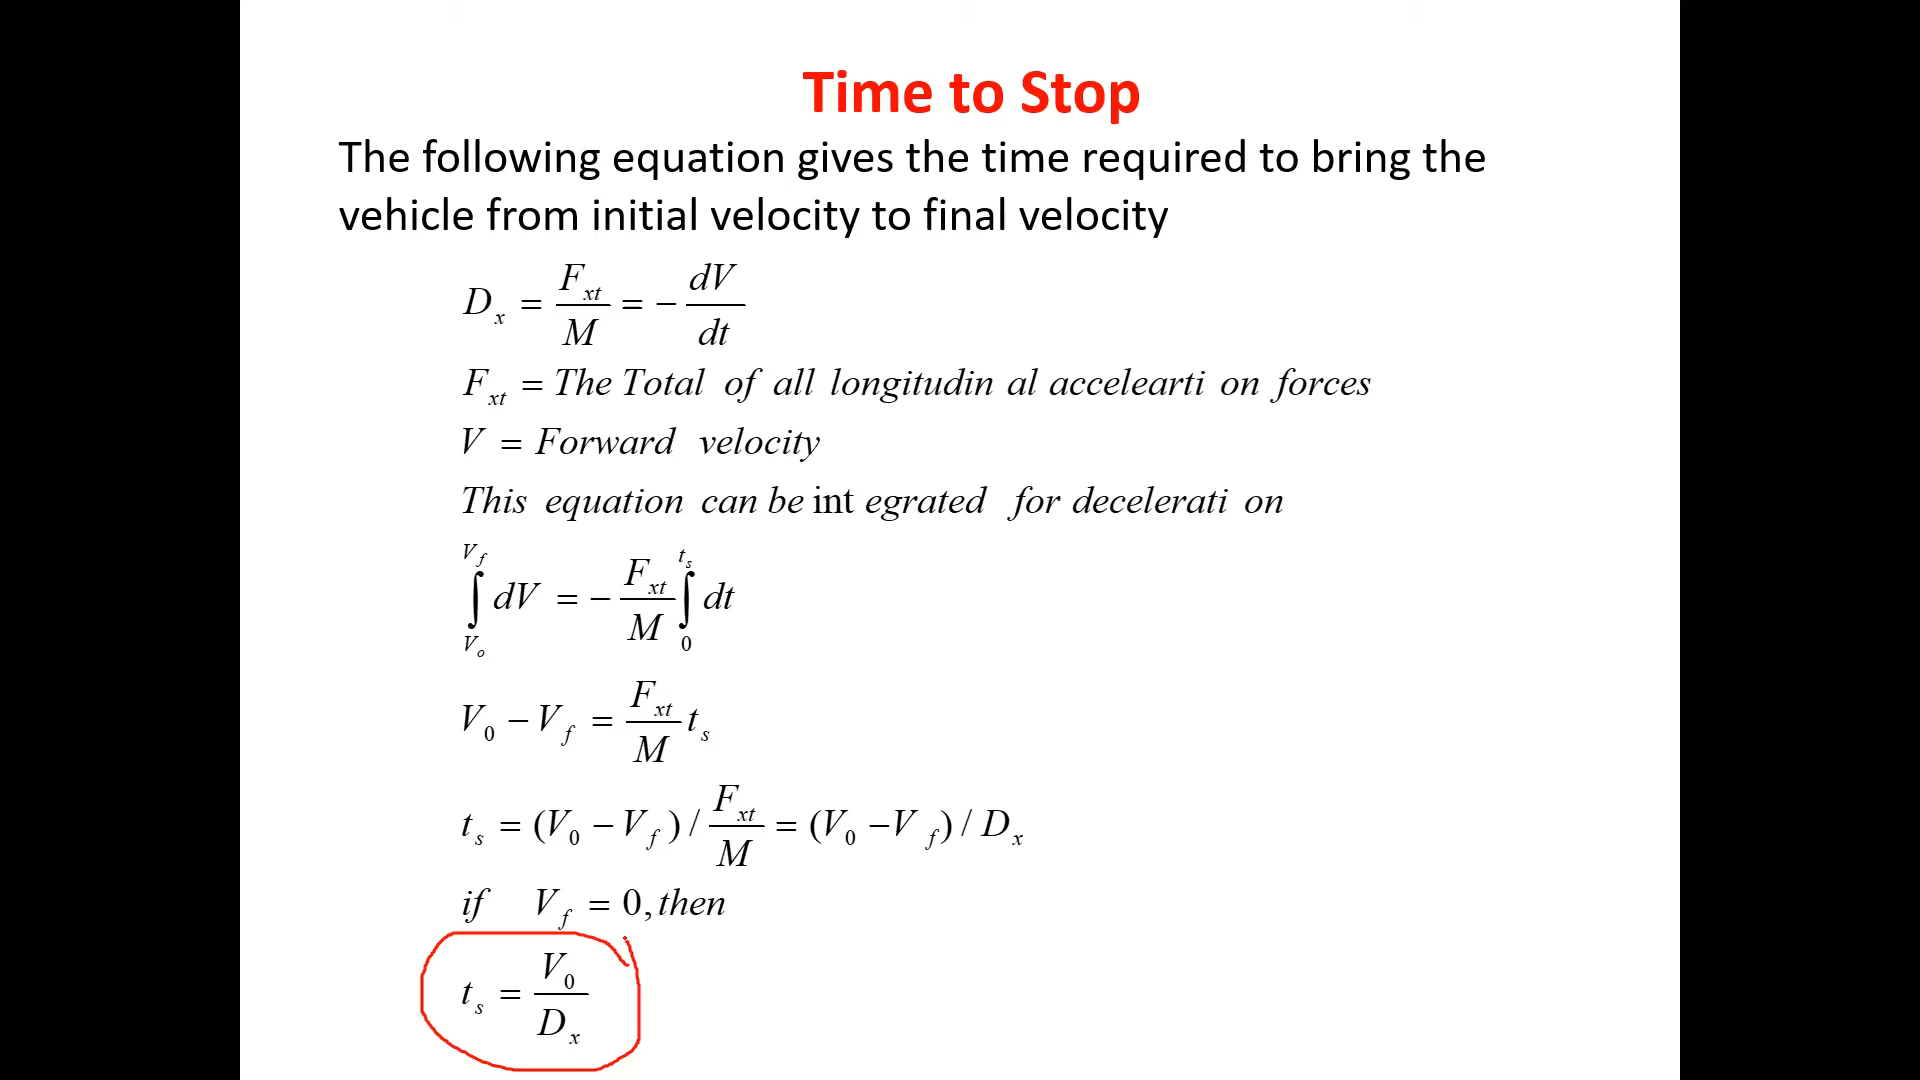 Time to Stop
The following equation gives the time required to bring the
vehicle from initial velocity to final velocity
D_x = F_xt / M = − dV / dt
F_xt = The Total of all longitudin al accelearti on forces
V = Forward velocity
This equation can be int egrated for decelerati on
∫_{V_o}^{V_f} dV = − F_xt / M ∫_0^{t_s} dt
V_0 − V_f = F_xt / M t_s
t_s = (V_0 − V_f) / F_xt / M = (V_0 − V_f) / D_x
if V_f = 0, then
t_s = V_0 / D_x